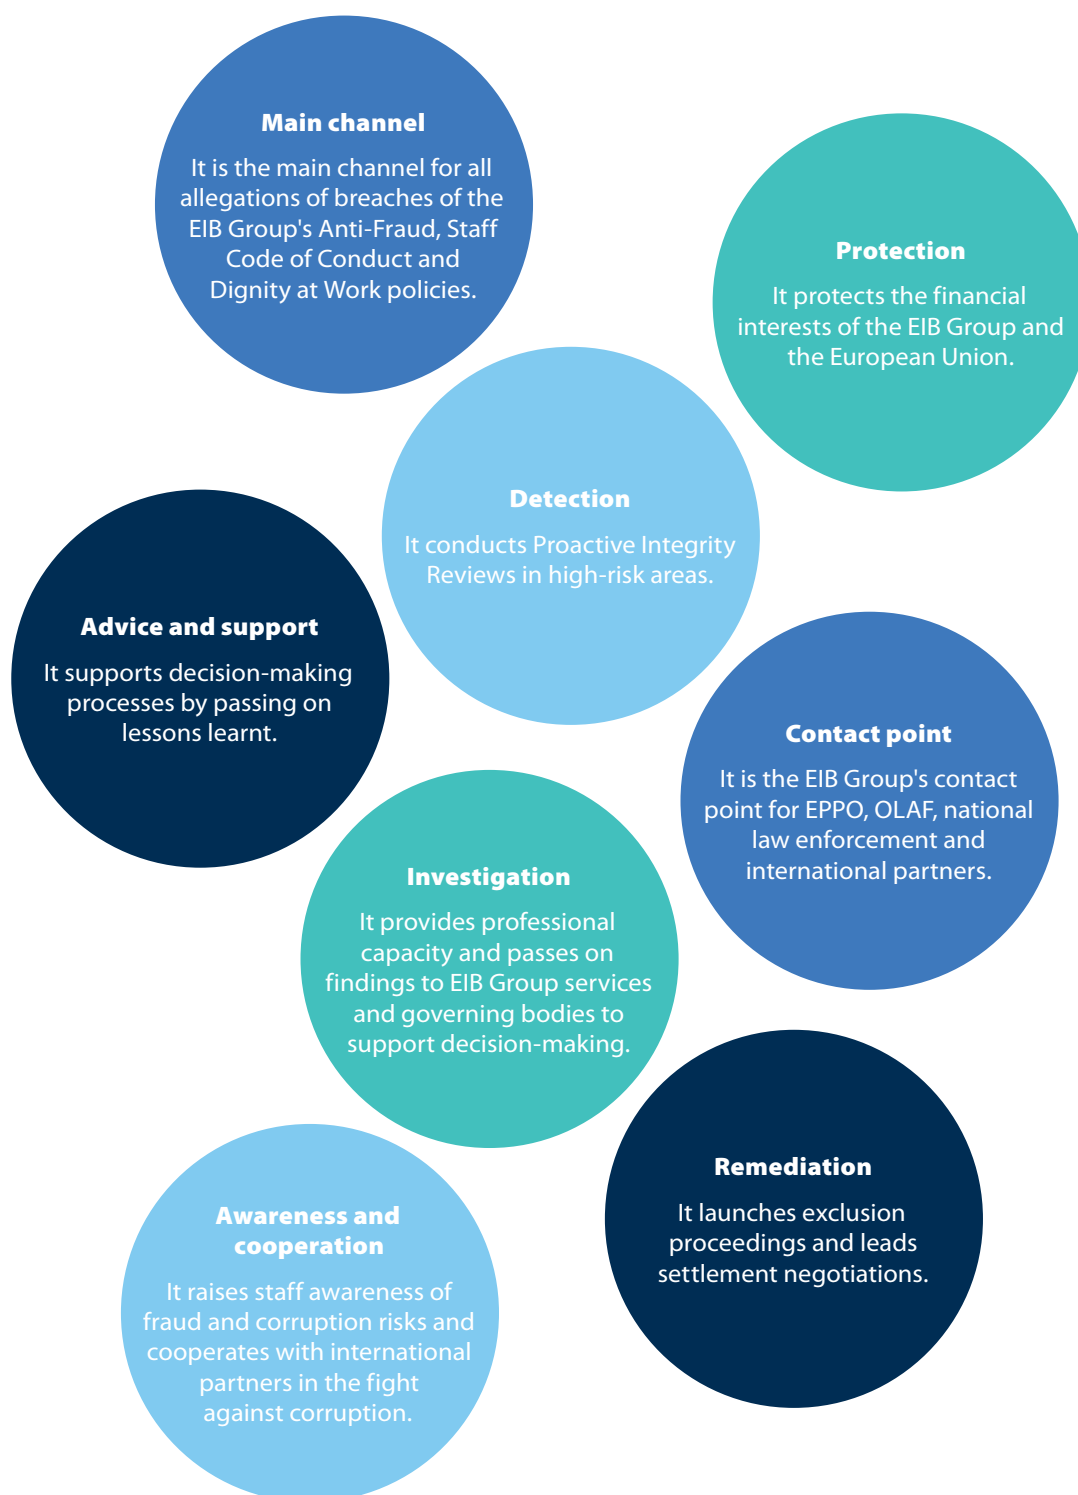 Main channel
It is the main channel for all
allegations of breaches of the
EIB Group's Anti-Fraud, Staff
Code of Conduct and
Dignity at Work policies.
Protection
It protects the financial
interests of the EIB Group and
the European Union.
Detection
It conducts Proactive Integrity
Reviews in high-risk areas.
Advice and support
It supports decision-making
processes by passing on
lessons learnt.
Contact point
It is the EIB Group's contact
point for EPPO, OLAF, national
law enforcement and
international partners.
Investigation
It provides professional
capacity and passes on
findings to EIB Group services
and governing bodies to
support decision-making.
Remediation
It launches exclusion
proceedings and leads
settlement negotiations.
Awareness and
cooperation
It raises staff awareness of
fraud and corruption risks and
cooperates with international
partners in the fight
against corruption.